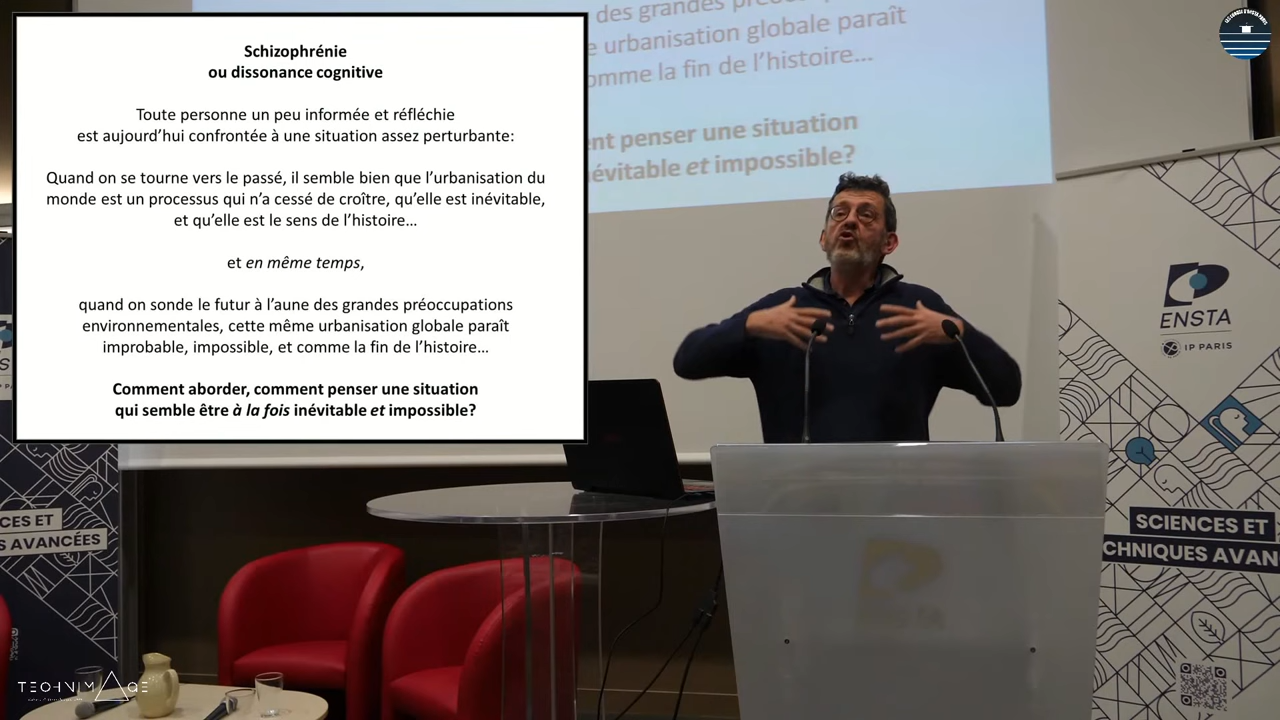 Schizophrénie
ou dissonance cognitive
Toute personne un peu informée et réfléchie
est aujourd’hui confrontée à une situation assez perturbante:
Quand on se tourne vers le passé, il semble bien que l’urbanisation du
monde est un processus qui n’a cessé de croître, qu’elle est inévitable,
et qu’elle est le sens de l’histoire…
et en même temps,
quand on sonde le futur à l’aune des grandes préoccupations
environnementales, cette même urbanisation globale paraît
improbable, impossible, et comme la fin de l’histoire…
Comment aborder, comment penser une situation
qui semble être à la fois inévitable et impossible?
des grandes
urbanisation globale paraît
omme la fin de l’histoire…
ent penser une situation
évitable et impossible?
ENSTA
IP PARIS
SCIENCES ET
CHNIQUES AVAN
CES ET
S AVANCÉES
ENSTA
TECHNIMAGE